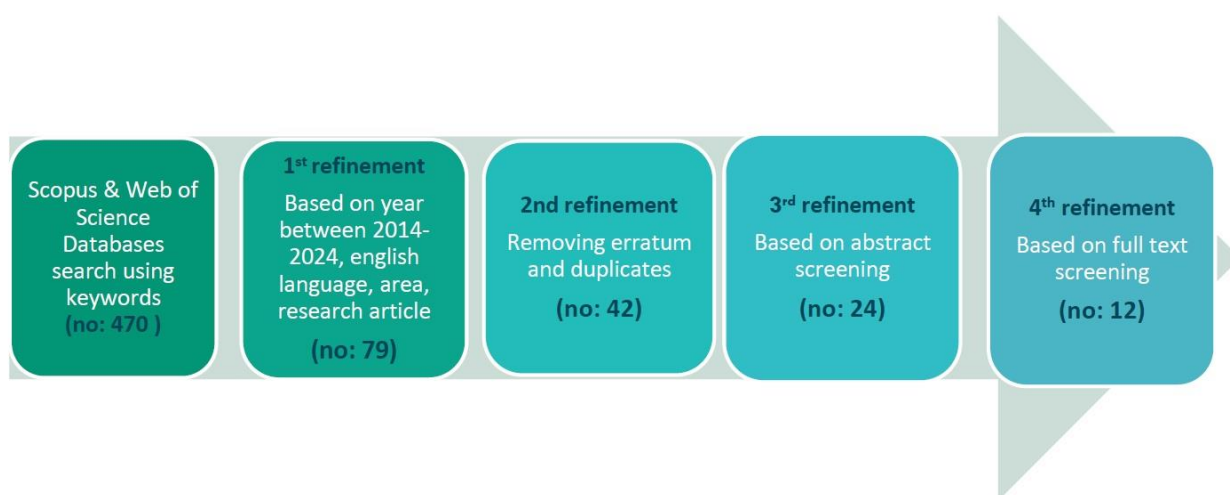 Scopus & Web of
Science
Databases
search using
keywords
(no: 470 )
1st refinement
Based on year
between 2014-
2024, english
language, area,
research article
(no: 79)
2nd refinement
Removing erratum
and duplicates
(no: 42)
3rd refinement
Based on abstract
screening
(no: 24)
4th refinement
Based on full text
screening
(no: 12)